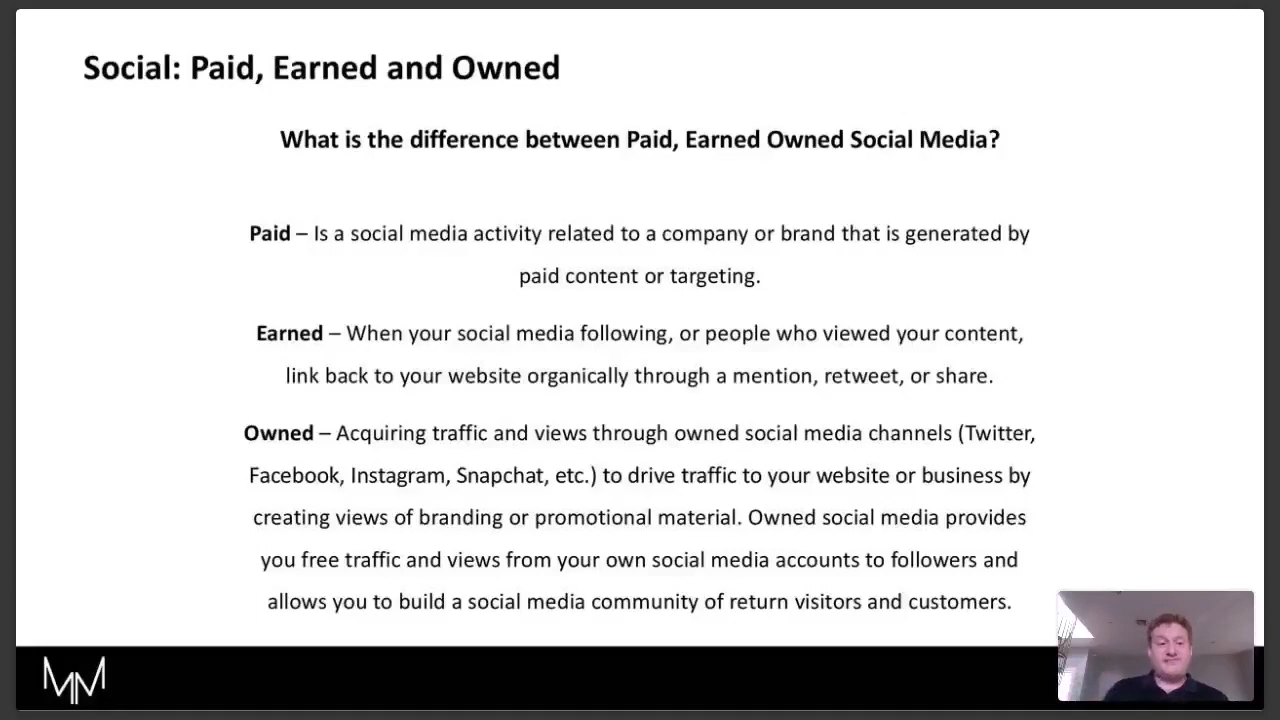 Social: Paid, Earned and Owned
What is the difference between Paid, Earned Owned Social Media?
Paid – Is a social media activity related to a company or brand that is generated by
paid content or targeting.
Earned – When your social media following, or people who viewed your content,
link back to your website organically through a mention, retweet, or share.
Owned – Acquiring traffic and views through owned social media channels (Twitter,
Facebook, Instagram, Snapchat, etc.) to drive traffic to your website or business by
creating views of branding or promotional material. Owned social media provides
you free traffic and views from your own social media accounts to followers and
allows you to build a social media community of return visitors and customers.
MM